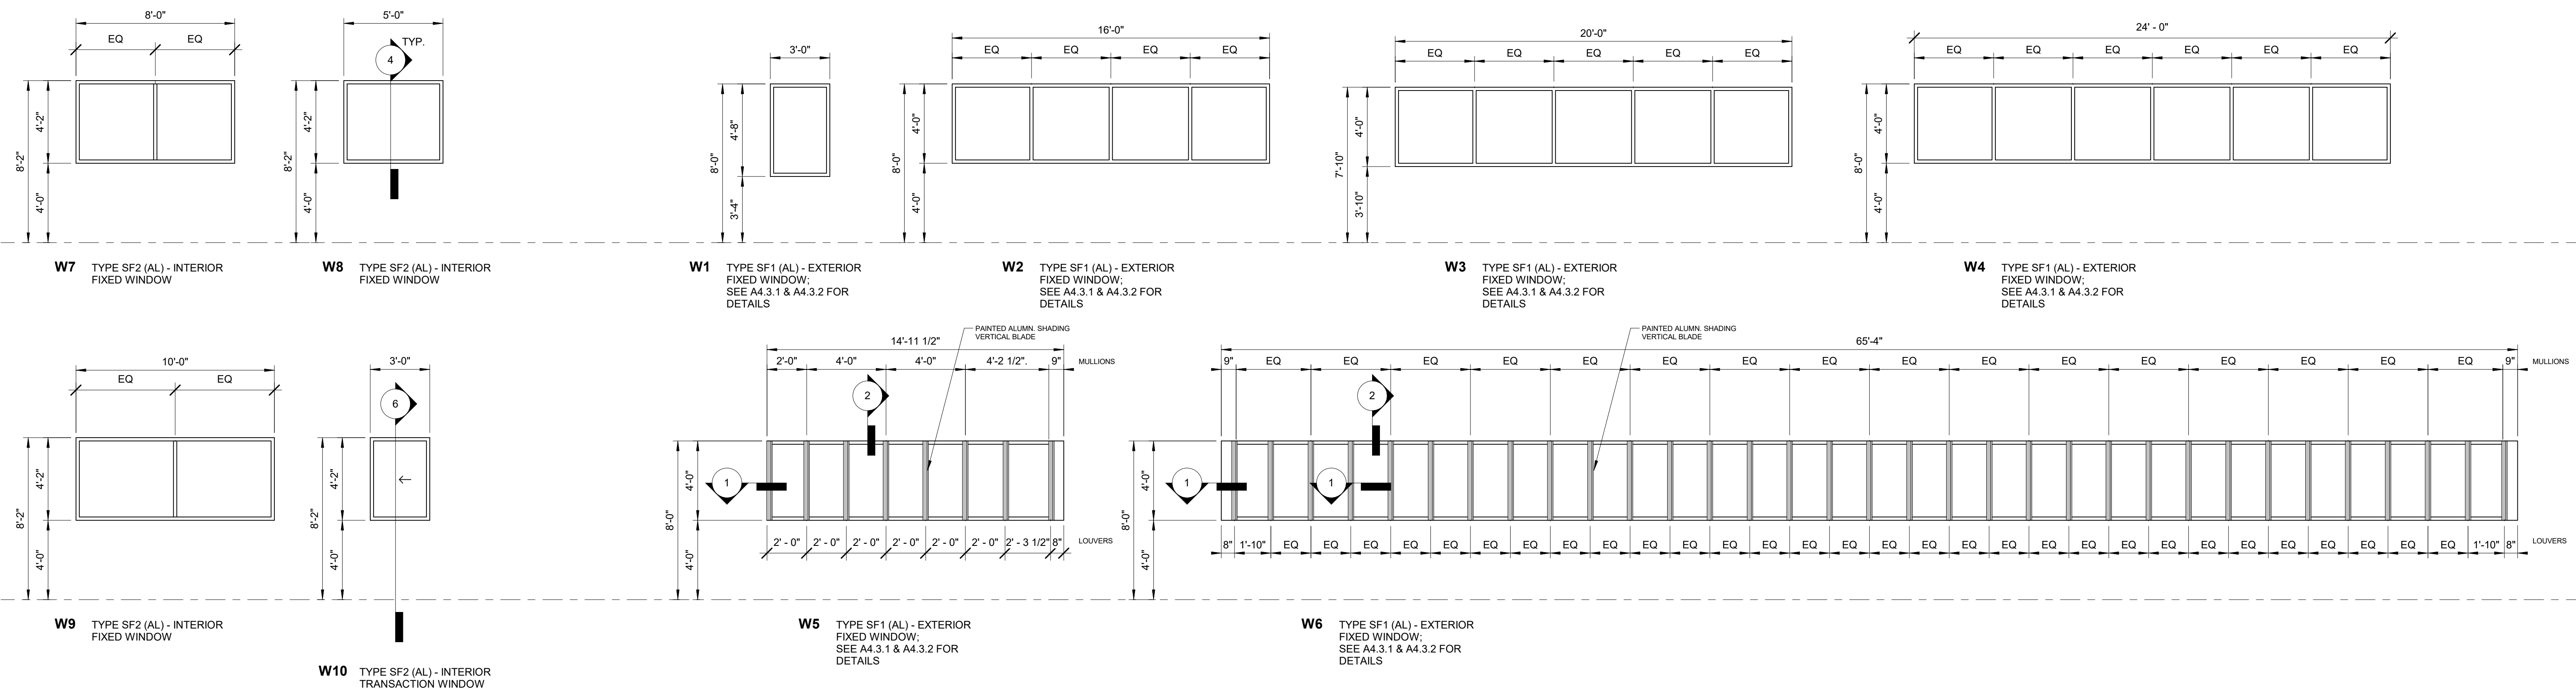 8'-0"
EQ EQ
8'-2"
4'-2"
4'-0"
W7 TYPE SF2 (AL) - INTERIOR
FIXED WINDOW
5'-0"
TYP.
4
8'-2"
4'-2"
4'-0"
W8 TYPE SF2 (AL) - INTERIOR
FIXED WINDOW
3'-0"
8'-0"
4'-8"
3'-4"
W1 TYPE SF1 (AL) - EXTERIOR
FIXED WINDOW;
SEE A4.3.1 & A4.3.2 FOR
DETAILS
16'-0"
EQ EQ EQ EQ
8'-0"
4'-0"
4'-0"
W2 TYPE SF1 (AL) - EXTERIOR
FIXED WINDOW;
SEE A4.3.1 & A4.3.2 FOR
DETAILS
20'-0"
EQ EQ EQ EQ EQ
7'-10"
4'-0"
3'-10"
W3 TYPE SF1 (AL) - EXTERIOR
FIXED WINDOW;
SEE A4.3.1 & A4.3.2 FOR
DETAILS
24' - 0"
EQ EQ EQ EQ EQ EQ
8'-0"
4'-0"
4'-0"
W4 TYPE SF1 (AL) - EXTERIOR
FIXED WINDOW;
SEE A4.3.1 & A4.3.2 FOR
DETAILS
10'-0"
EQ EQ
8'-2"
4'-2"
4'-0"
W9 TYPE SF2 (AL) - INTERIOR
FIXED WINDOW
3'-0"
6
8'-2"
4'-2"
4'-0"
W10 TYPE SF2 (AL) - INTERIOR
TRANSACTION WINDOW
PAINTED ALUMN. SHADING
VERTICAL BLADE
14'-11 1/2"
2'-0" 4'-0" 4'-0" 4'-2 1/2". 9" MULLIONS
2
1
8'-0"
4'-0"
4'-0"
2' - 0" 2' - 0" 2' - 0" 2' - 0" 2' - 0" 2' - 0" 2' - 3 1/2" 8" LOUVERS
W5 TYPE SF1 (AL) - EXTERIOR
FIXED WINDOW;
SEE A4.3.1 & A4.3.2 FOR
DETAILS
PAINTED ALUMN. SHADING
VERTICAL BLADE
65'-4"
9" EQ EQ EQ EQ EQ EQ EQ EQ EQ EQ EQ EQ EQ EQ EQ EQ 9" MULLIONS
2
1 1
8'-0"
4'-0"
4'-0"
8" 1'-10" EQ EQ EQ EQ EQ EQ EQ EQ EQ EQ EQ EQ EQ EQ EQ EQ EQ EQ EQ EQ EQ EQ EQ EQ EQ EQ EQ EQ EQ EQ 1'-10" 8" LOUVERS
W6 TYPE SF1 (AL) - EXTERIOR
FIXED WINDOW;
SEE A4.3.1 & A4.3.2 FOR
DETAILS